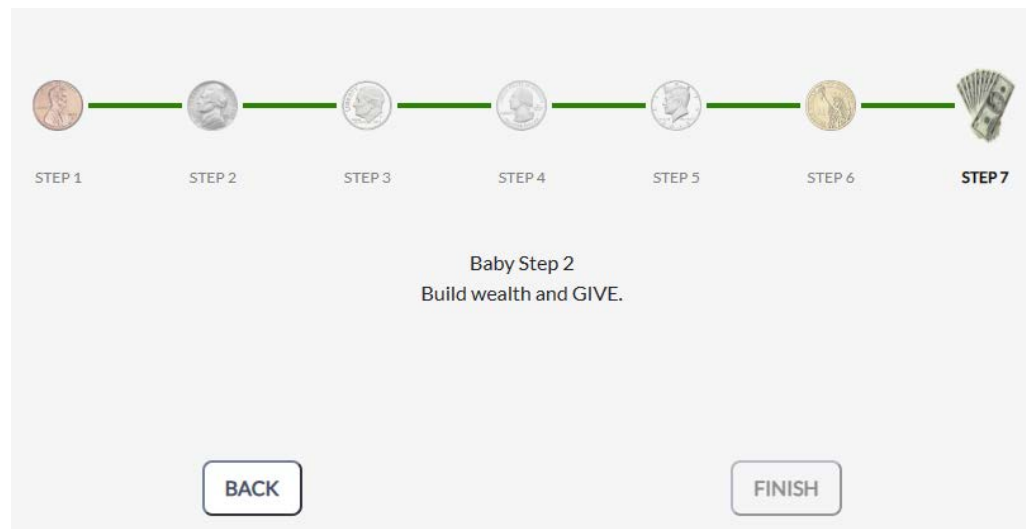 STEP 1 STEP 2 STEP 3 STEP 4 STEP 5 STEP 6 STEP 7
Baby Step 2
Build wealth and GIVE.
BACK FINISH